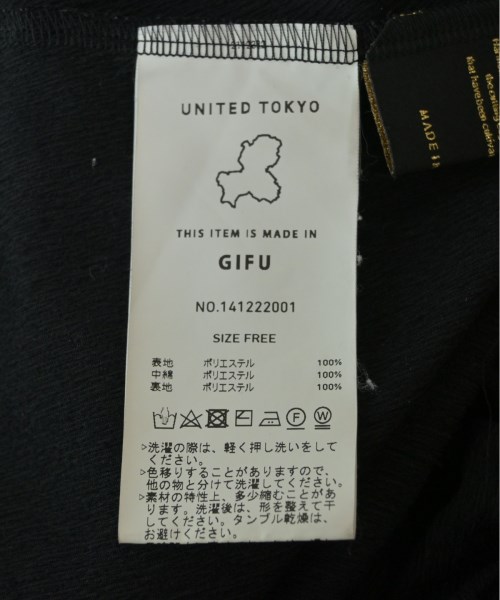 UNITED TOKYO
THIS ITEM IS MADE IN
GIFU
NO.141222001
SIZE FREE
表地 ポリエステル 100%
中綿 ポリエステル 100%
裏地 ポリエステル 100%
F W
>洗濯の際は、軽く押し洗いをして
ください。
>色移りすることがありますので、
他の物と分けて洗濯してください。
>素材の特性上、多少縮むことがあ
ります。洗濯後は、形を整えて干
してください。タンブル乾燥は、
お避けください。
that have been
MADE IN